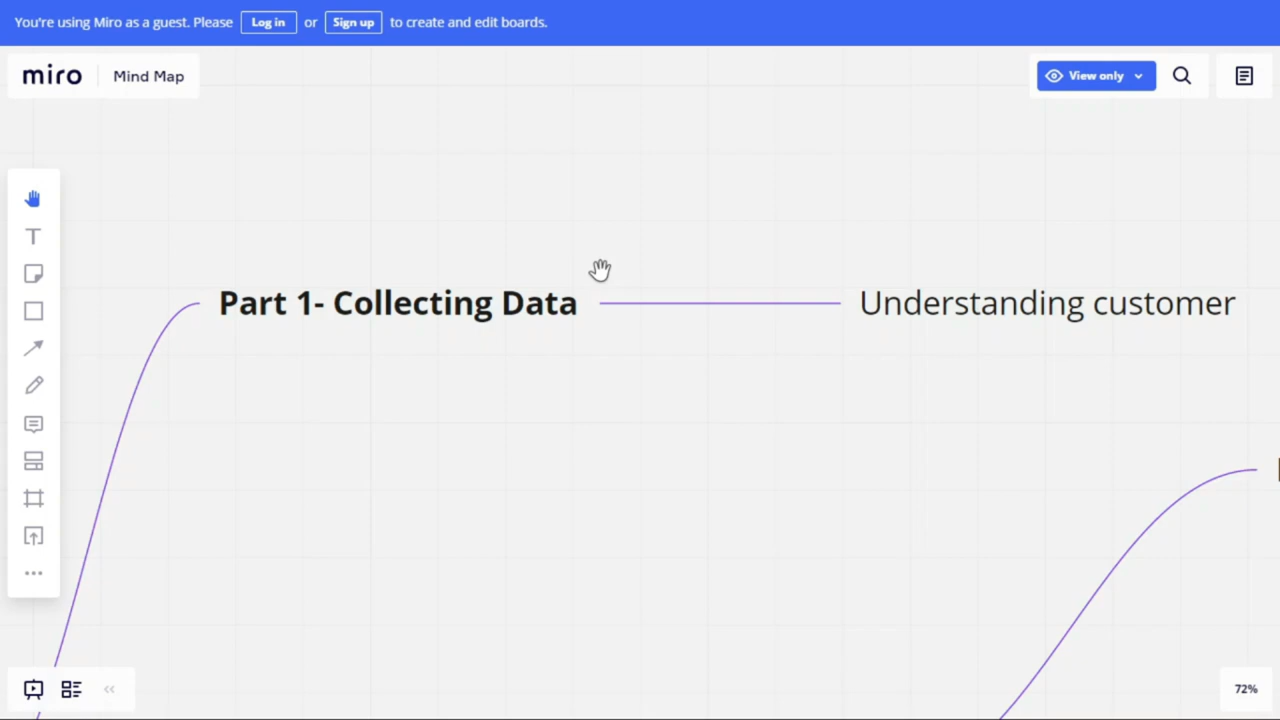 You're using Miro as a guest. Please Log in or Sign up to create and edit boards.
miro Mind Map
View only
Part 1- Collecting Data
Understanding customer
72%